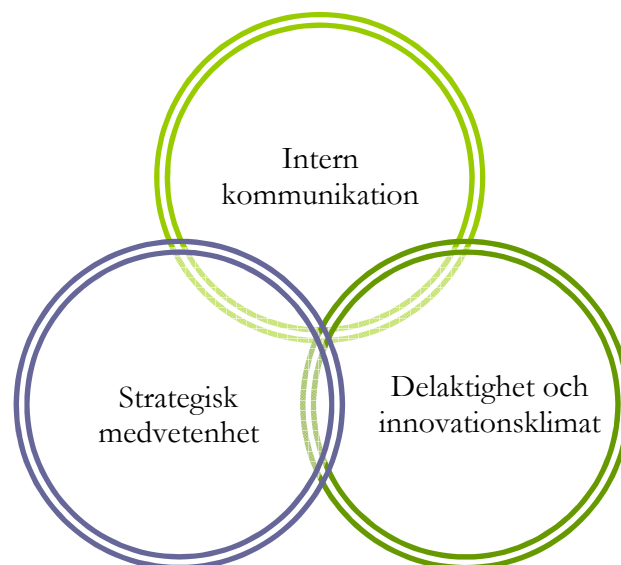 Intern
kommunikation
Strategisk
medvetenhet
Delaktighet och
innovationsklimat